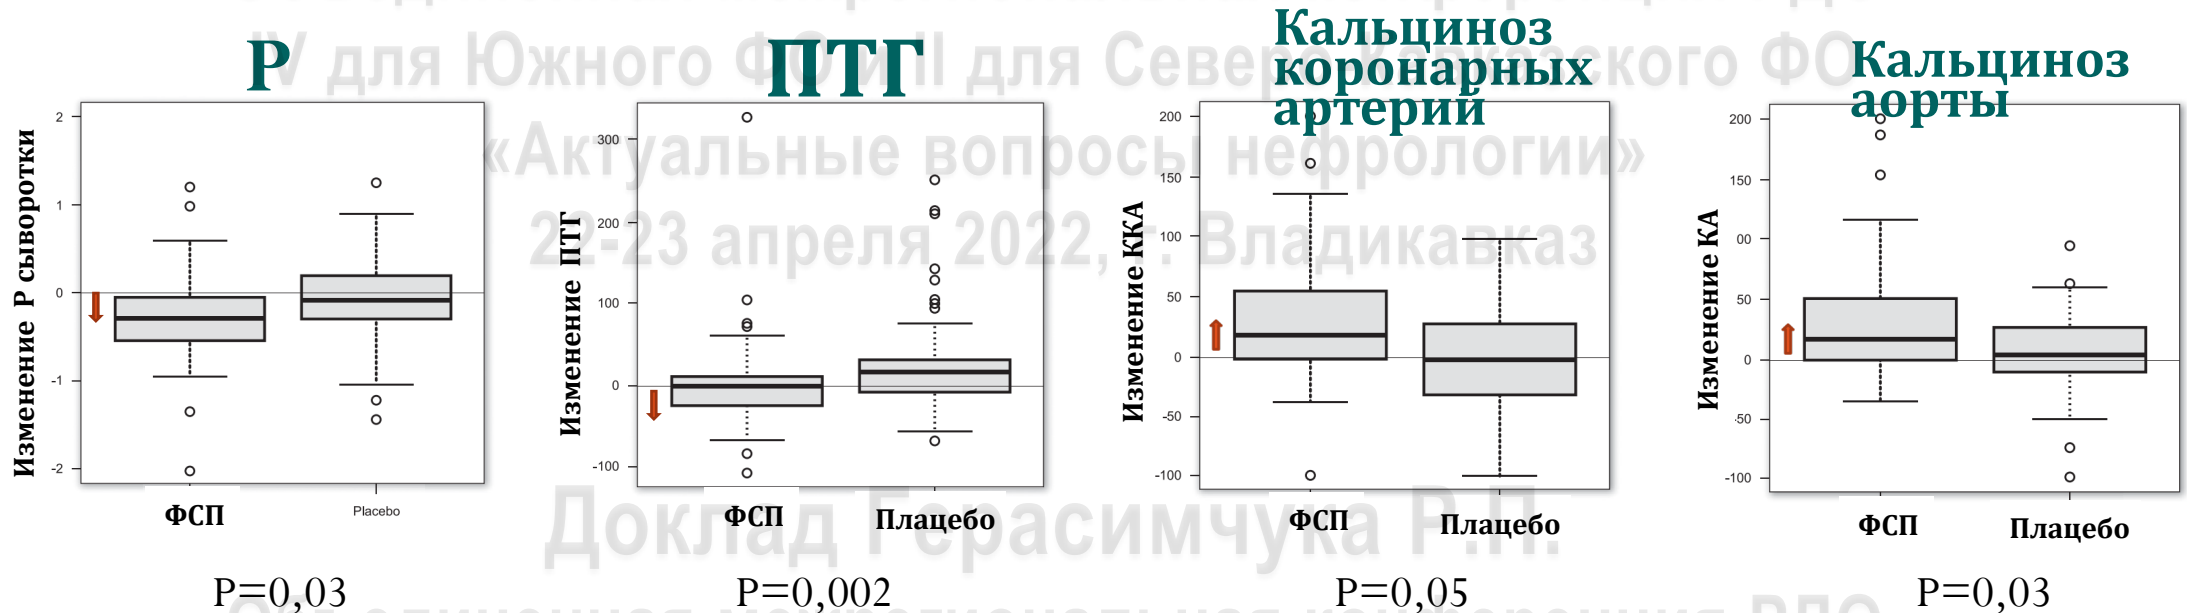 P
ПТГ
Кальциноз
коронарных
артерий
Кальциноз
аорты
IV для Южного ФО и II для Северо
ского ФО
«Актуальные вопросы нефрологии»
22-23 апреля 2022, г. Владикавказ
Доклад Герасимчука Р.П.
Изменение P сыворотки
2
1
0
-1
-2
ФСП
Placebo
P=0,03
Изменение ПТГ
300
200
100
0
-100
ФСП
Плацебо
P=0,002
Изменение ККА
200
150
100
50
0
-50
-100
ФСП
Плацебо
P=0,05
Изменение КА
200
150
00
50
0
-50
-100
ФСП
Плацебо
P=0,03